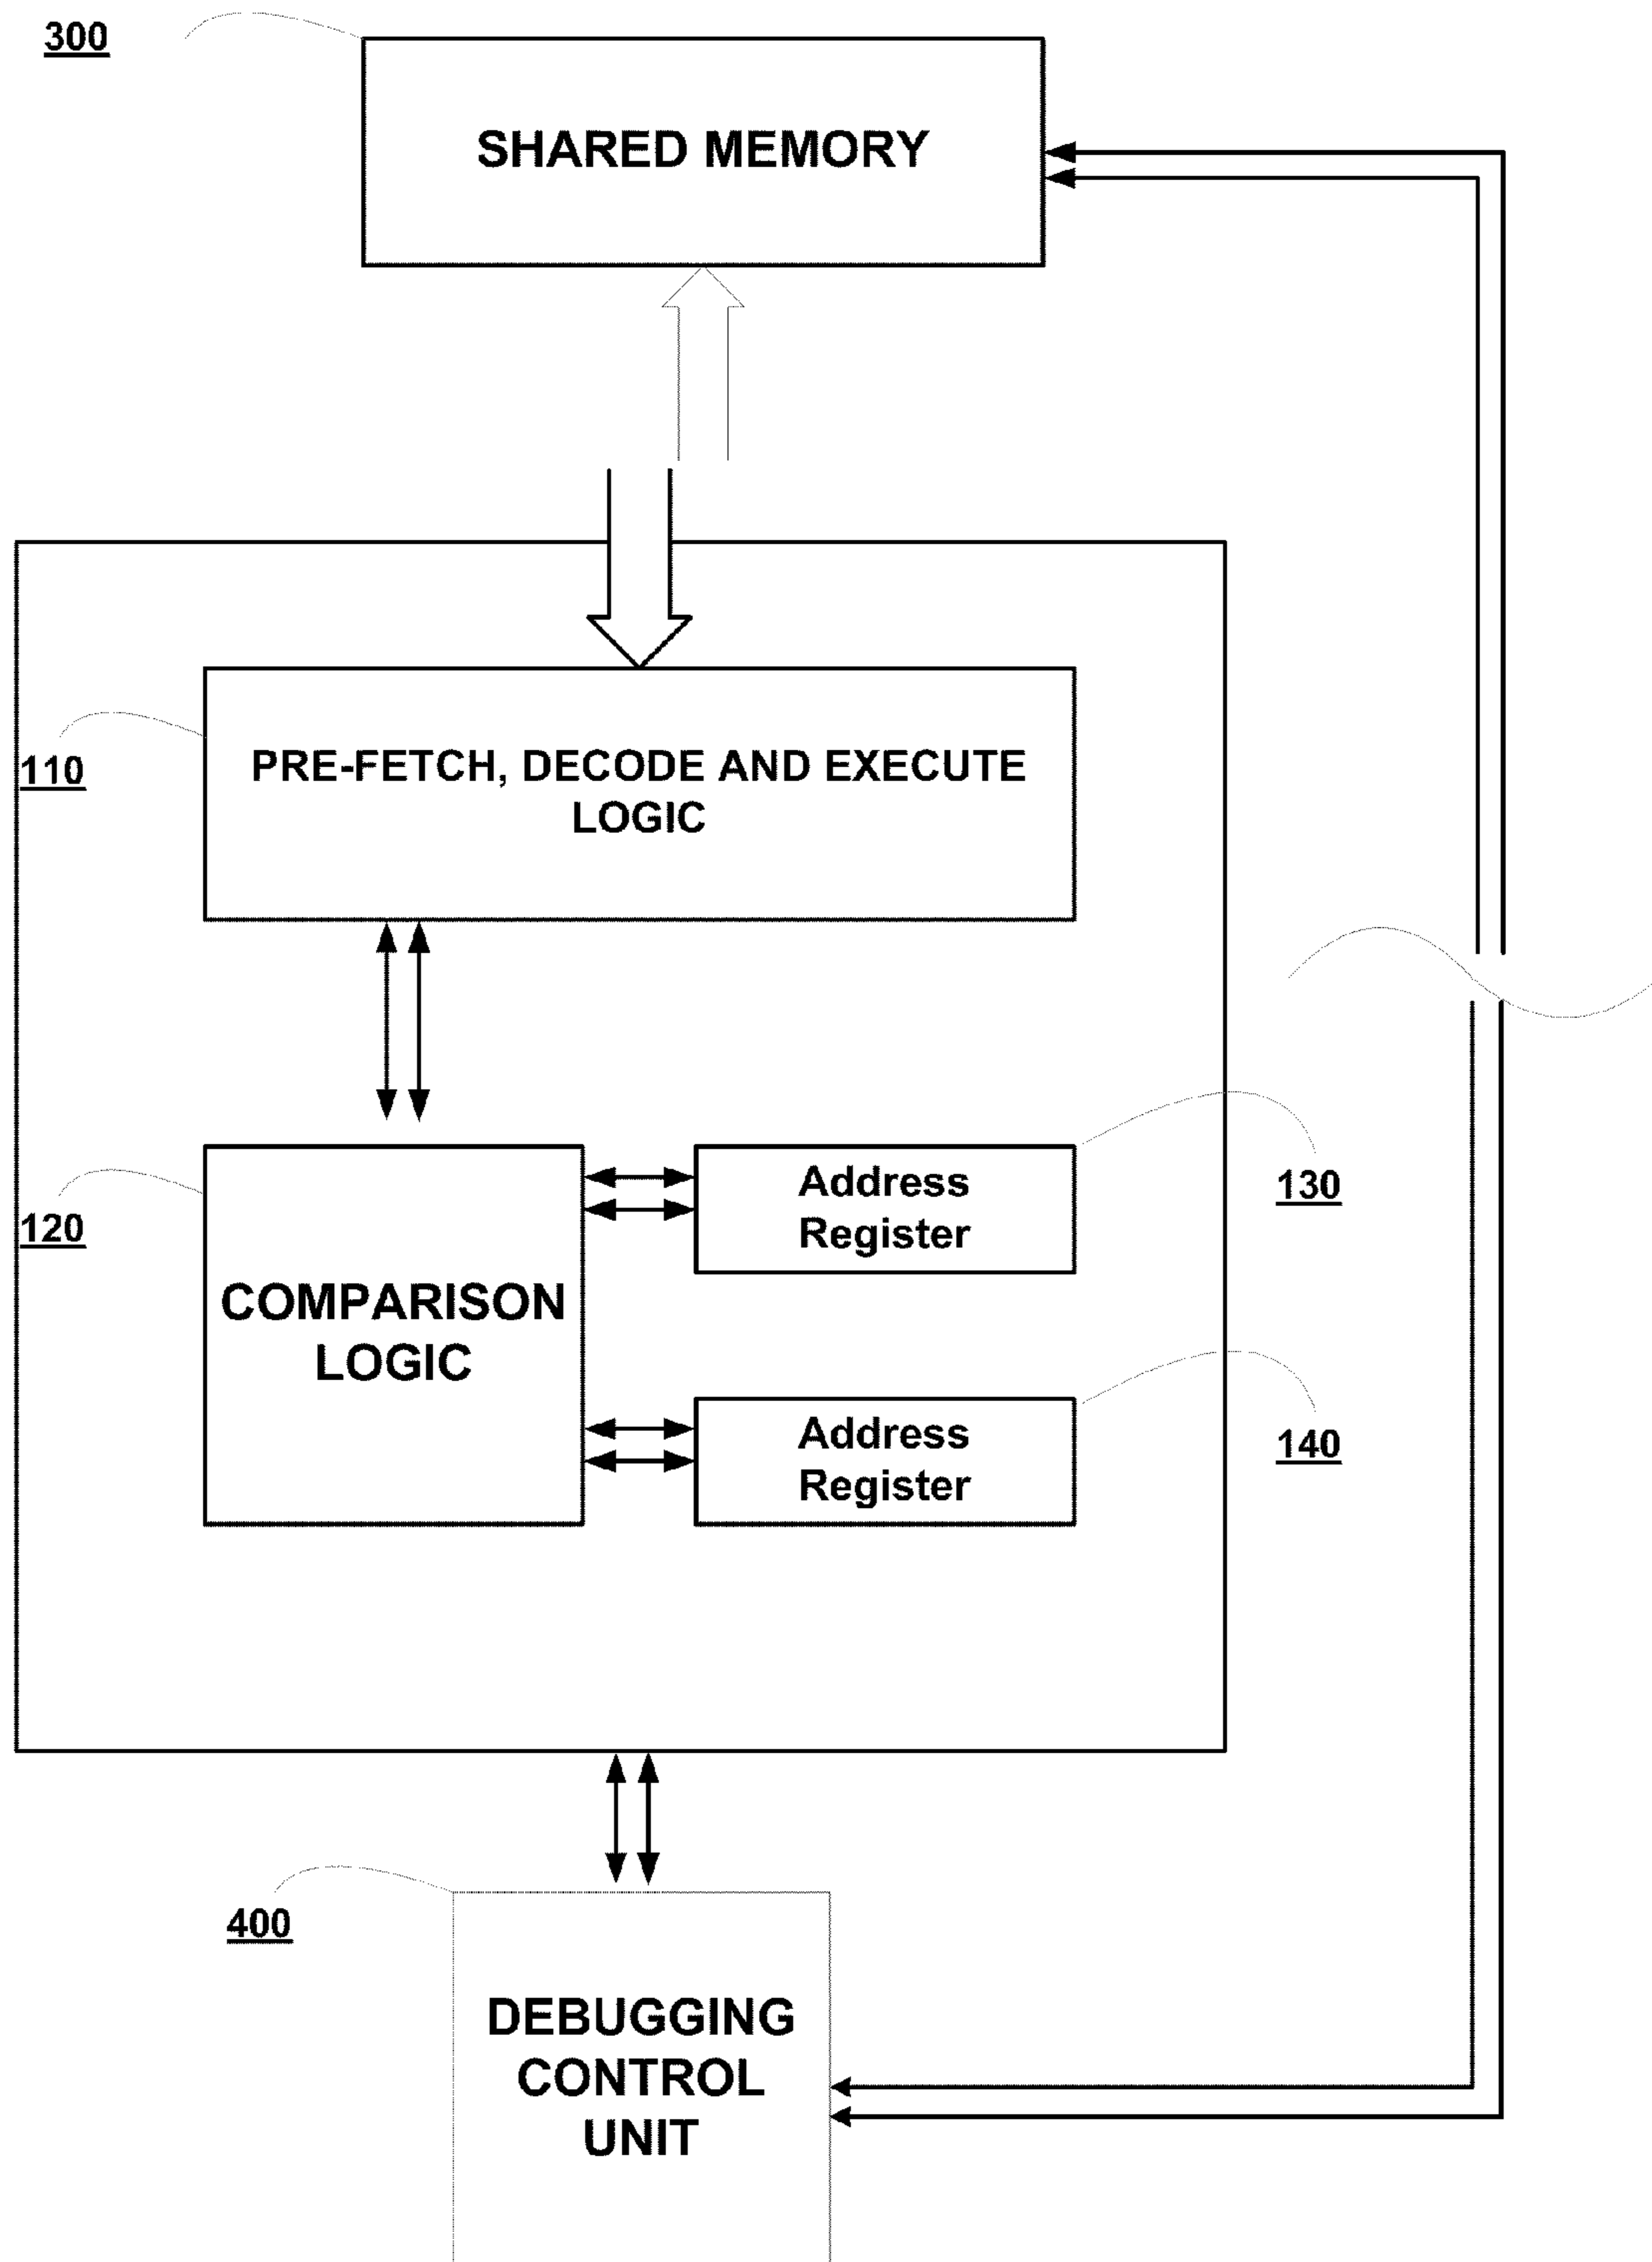 300
SHARED MEMORY
110
PRE-FETCH, DECODE AND EXECUTE
LOGIC
120
COMPARISON
LOGIC
Address
Register
130
Address
Register
140
400
DEBUGGING
CONTROL
UNIT